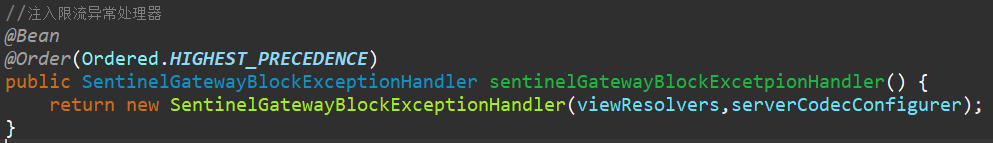 //注入限流异常处理器
@Bean
@Order(Ordered.HIGHEST_PRECEDENCE)
public SentinelGatewayBlockExceptionHandler sentinelGatewayBlockExcetpionHandler() {
    return new SentinelGatewayBlockExceptionHandler(viewResolvers,serverCodecConfigurer);
}